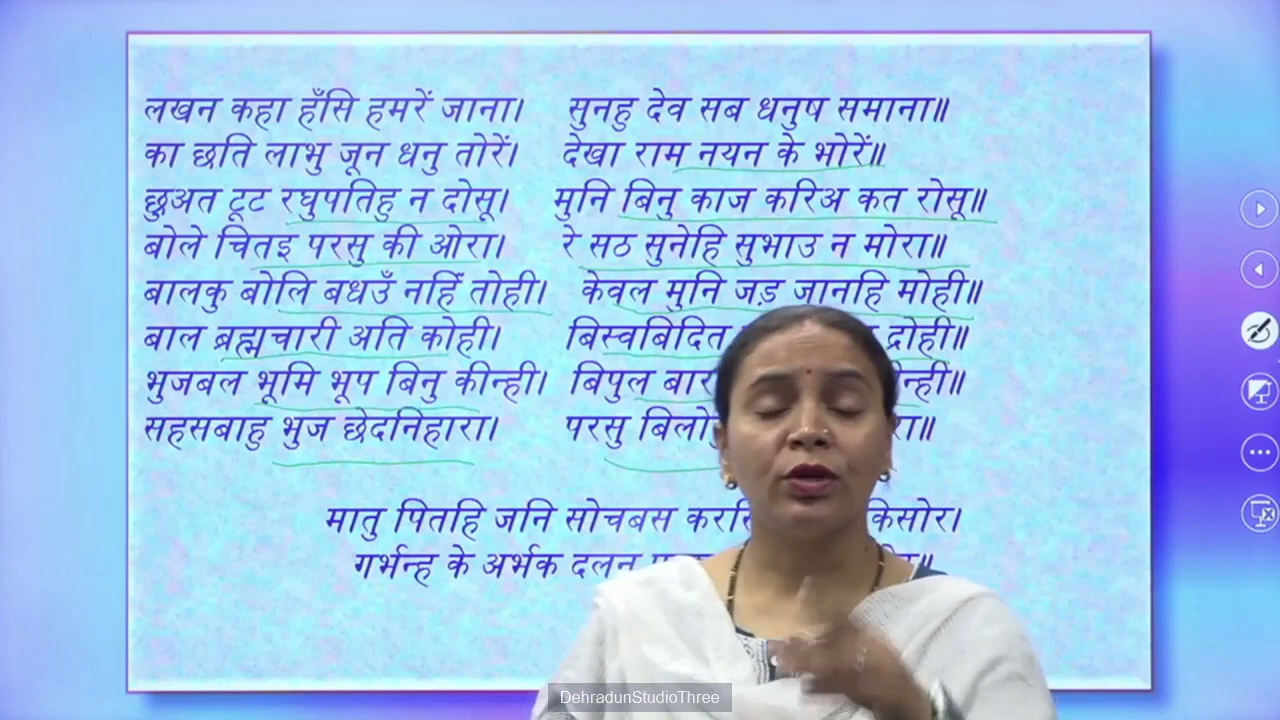 लखन कहा हँसि हमरें जाना। सुनहु देव सब धनुष समाना॥
का छति लाभु जून धनु तोरें। देखा राम नयन के भोरें॥
छुअत टूट रघुपतिहु न दोसू। मुनि बिनु काज करिअ कत रोसू॥
बोले चितइ परसु की ओरा। रे सठ सुनेहि सुभाउ न मोरा॥
बालकु बोलि बधउँ नहिं तोही। केवल मुनि जड़ जानहि मोही॥
बाल ब्रह्मचारी अति कोही। बिस्वबिदित द्रोही॥
भुजबल भूमि भूप बिनु कीन्ही। बिपुल
सहसबाहु भुज छेदनिहारा। परसु
मातु पितहि जनि सोचबस
गर्भन्ह के अर्भक दलन
DehradunStudioThree